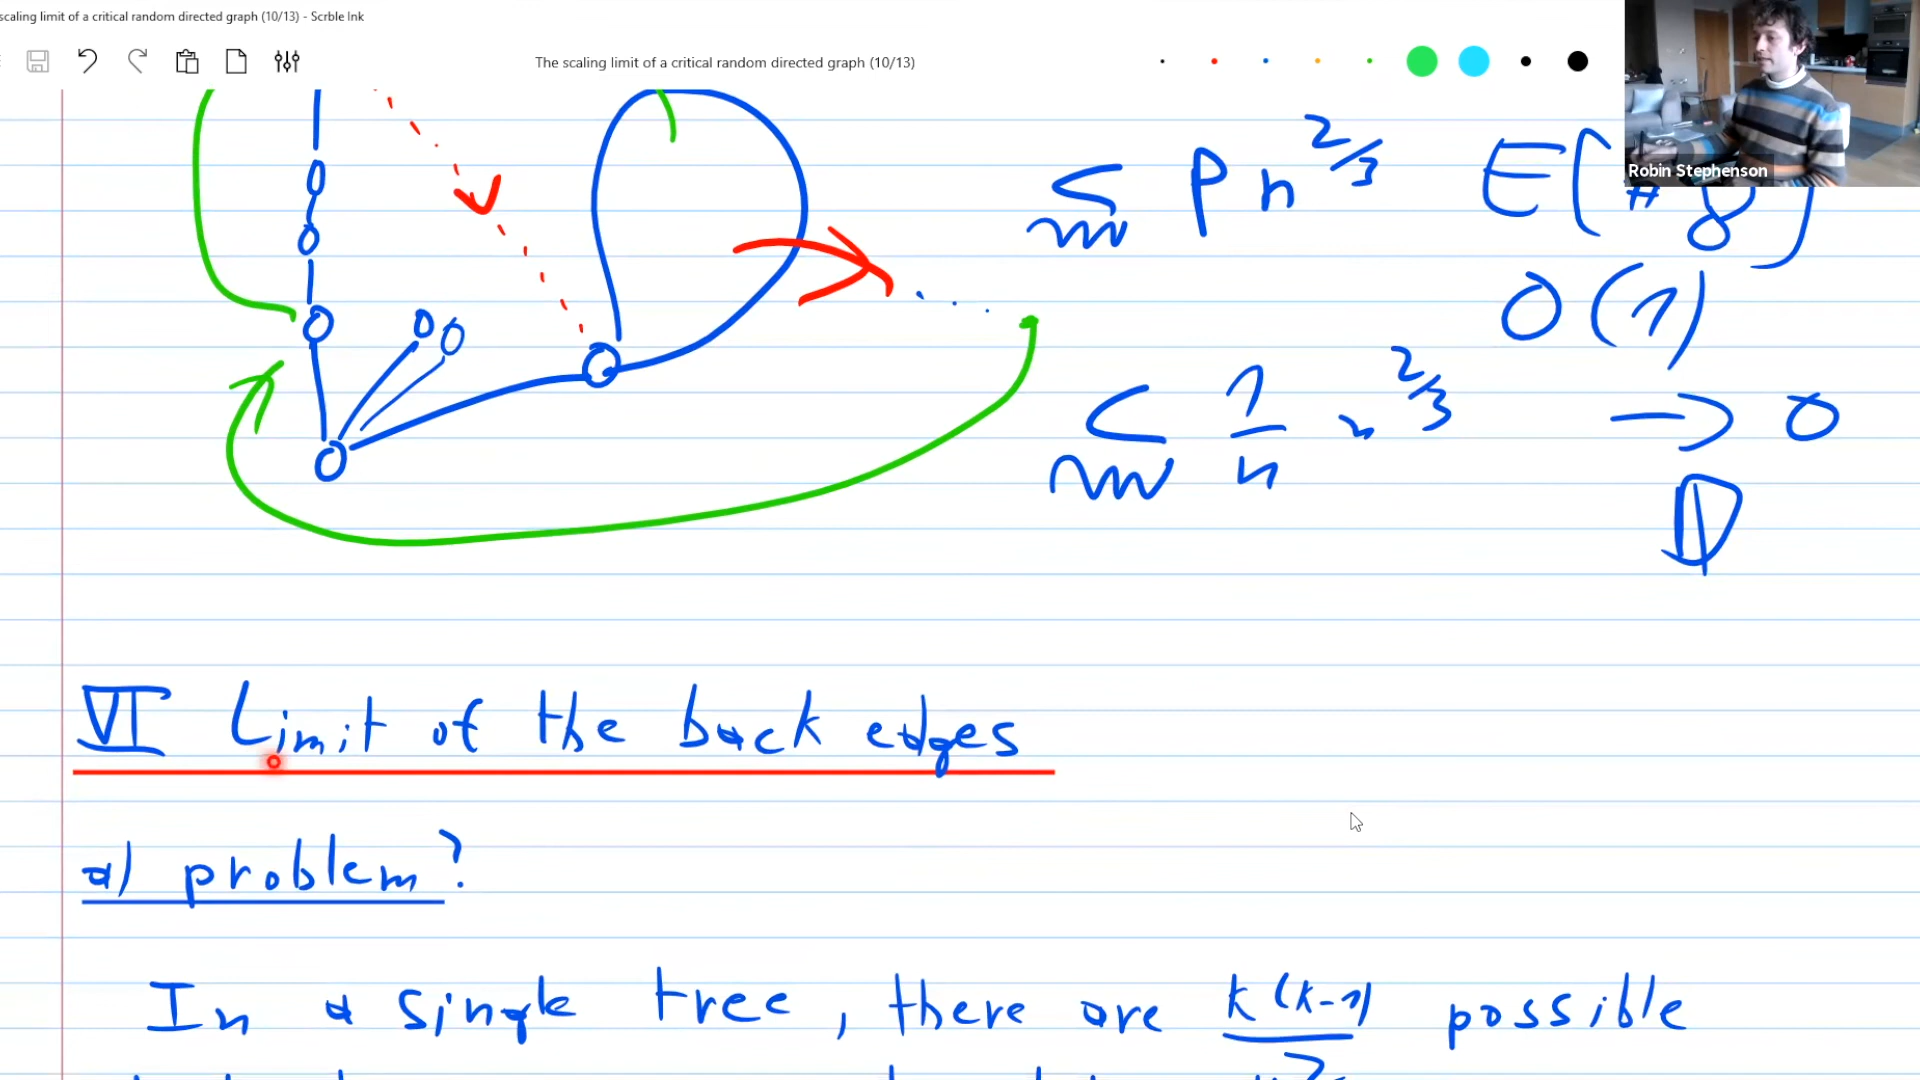 scaling limit of a critical random directed graph (10/13) - Scrble Ink
The scaling limit of a critical random directed graph (10/13)
Robin Stephenson
≤ P n^2/3 E[#
O(1)
≤ 1/n n^2/3 → 0
VI Limit of the back edges
a) problem?
In a single tree, there are k(k-1)/2 possible